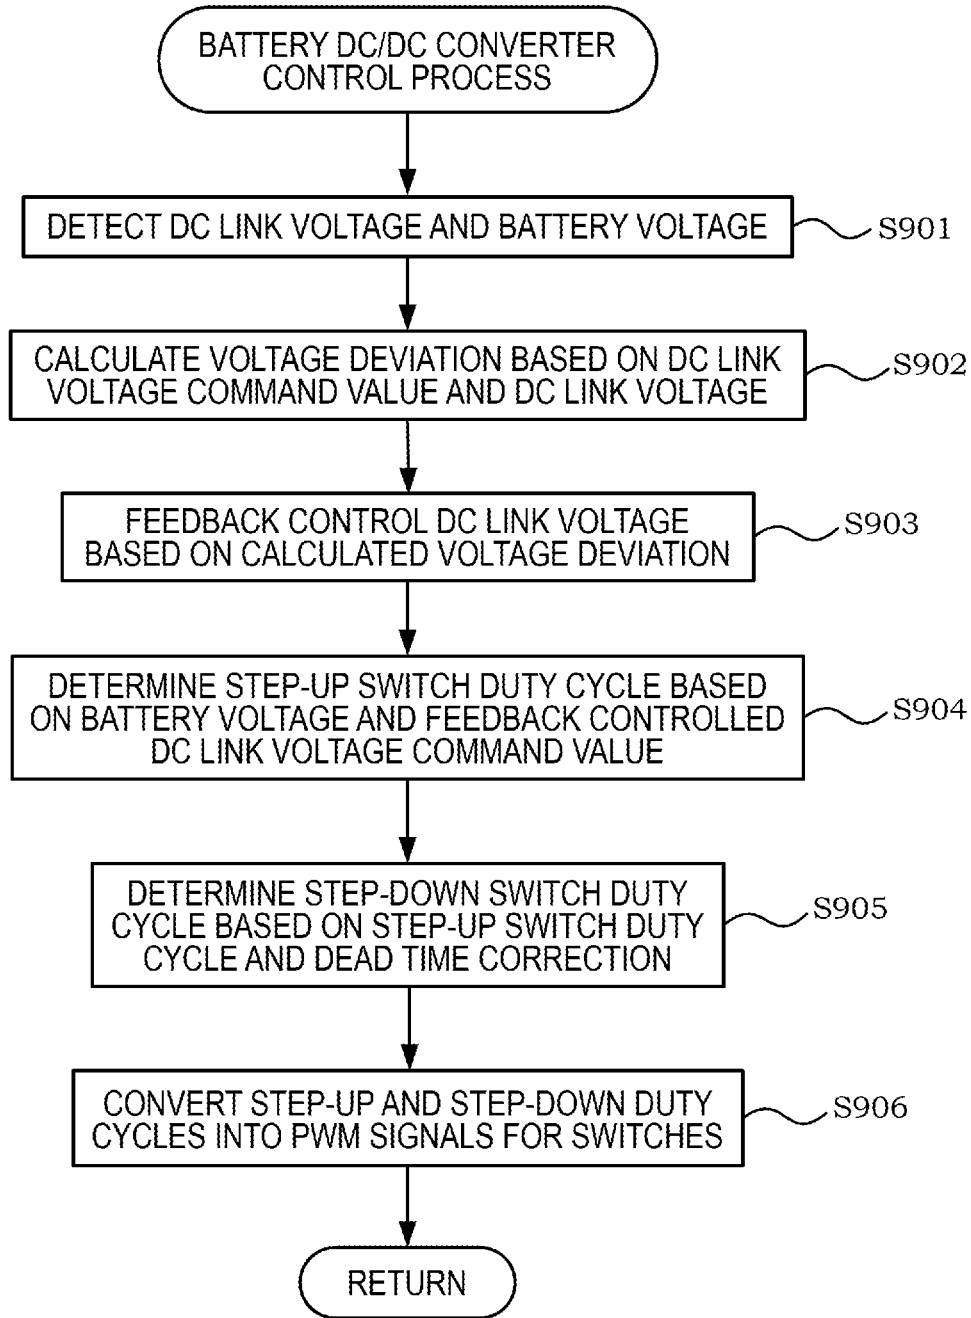 BATTERY DC/DC CONVERTER
CONTROL PROCESS
DETECT DC LINK VOLTAGE AND BATTERY VOLTAGE
S901
CALCULATE VOLTAGE DEVIATION BASED ON DC LINK
VOLTAGE COMMAND VALUE AND DC LINK VOLTAGE
S902
FEEDBACK CONTROL DC LINK VOLTAGE
BASED ON CALCULATED VOLTAGE DEVIATION
S903
DETERMINE STEP-UP SWITCH DUTY CYCLE BASED
ON BATTERY VOLTAGE AND FEEDBACK CONTROLLED
DC LINK VOLTAGE COMMAND VALUE
S904
DETERMINE STEP-DOWN SWITCH DUTY
CYCLE BASED ON STEP-UP SWITCH DUTY
CYCLE AND DEAD TIME CORRECTION
S905
CONVERT STEP-UP AND STEP-DOWN DUTY
CYCLES INTO PWM SIGNALS FOR SWITCHES
S906
RETURN